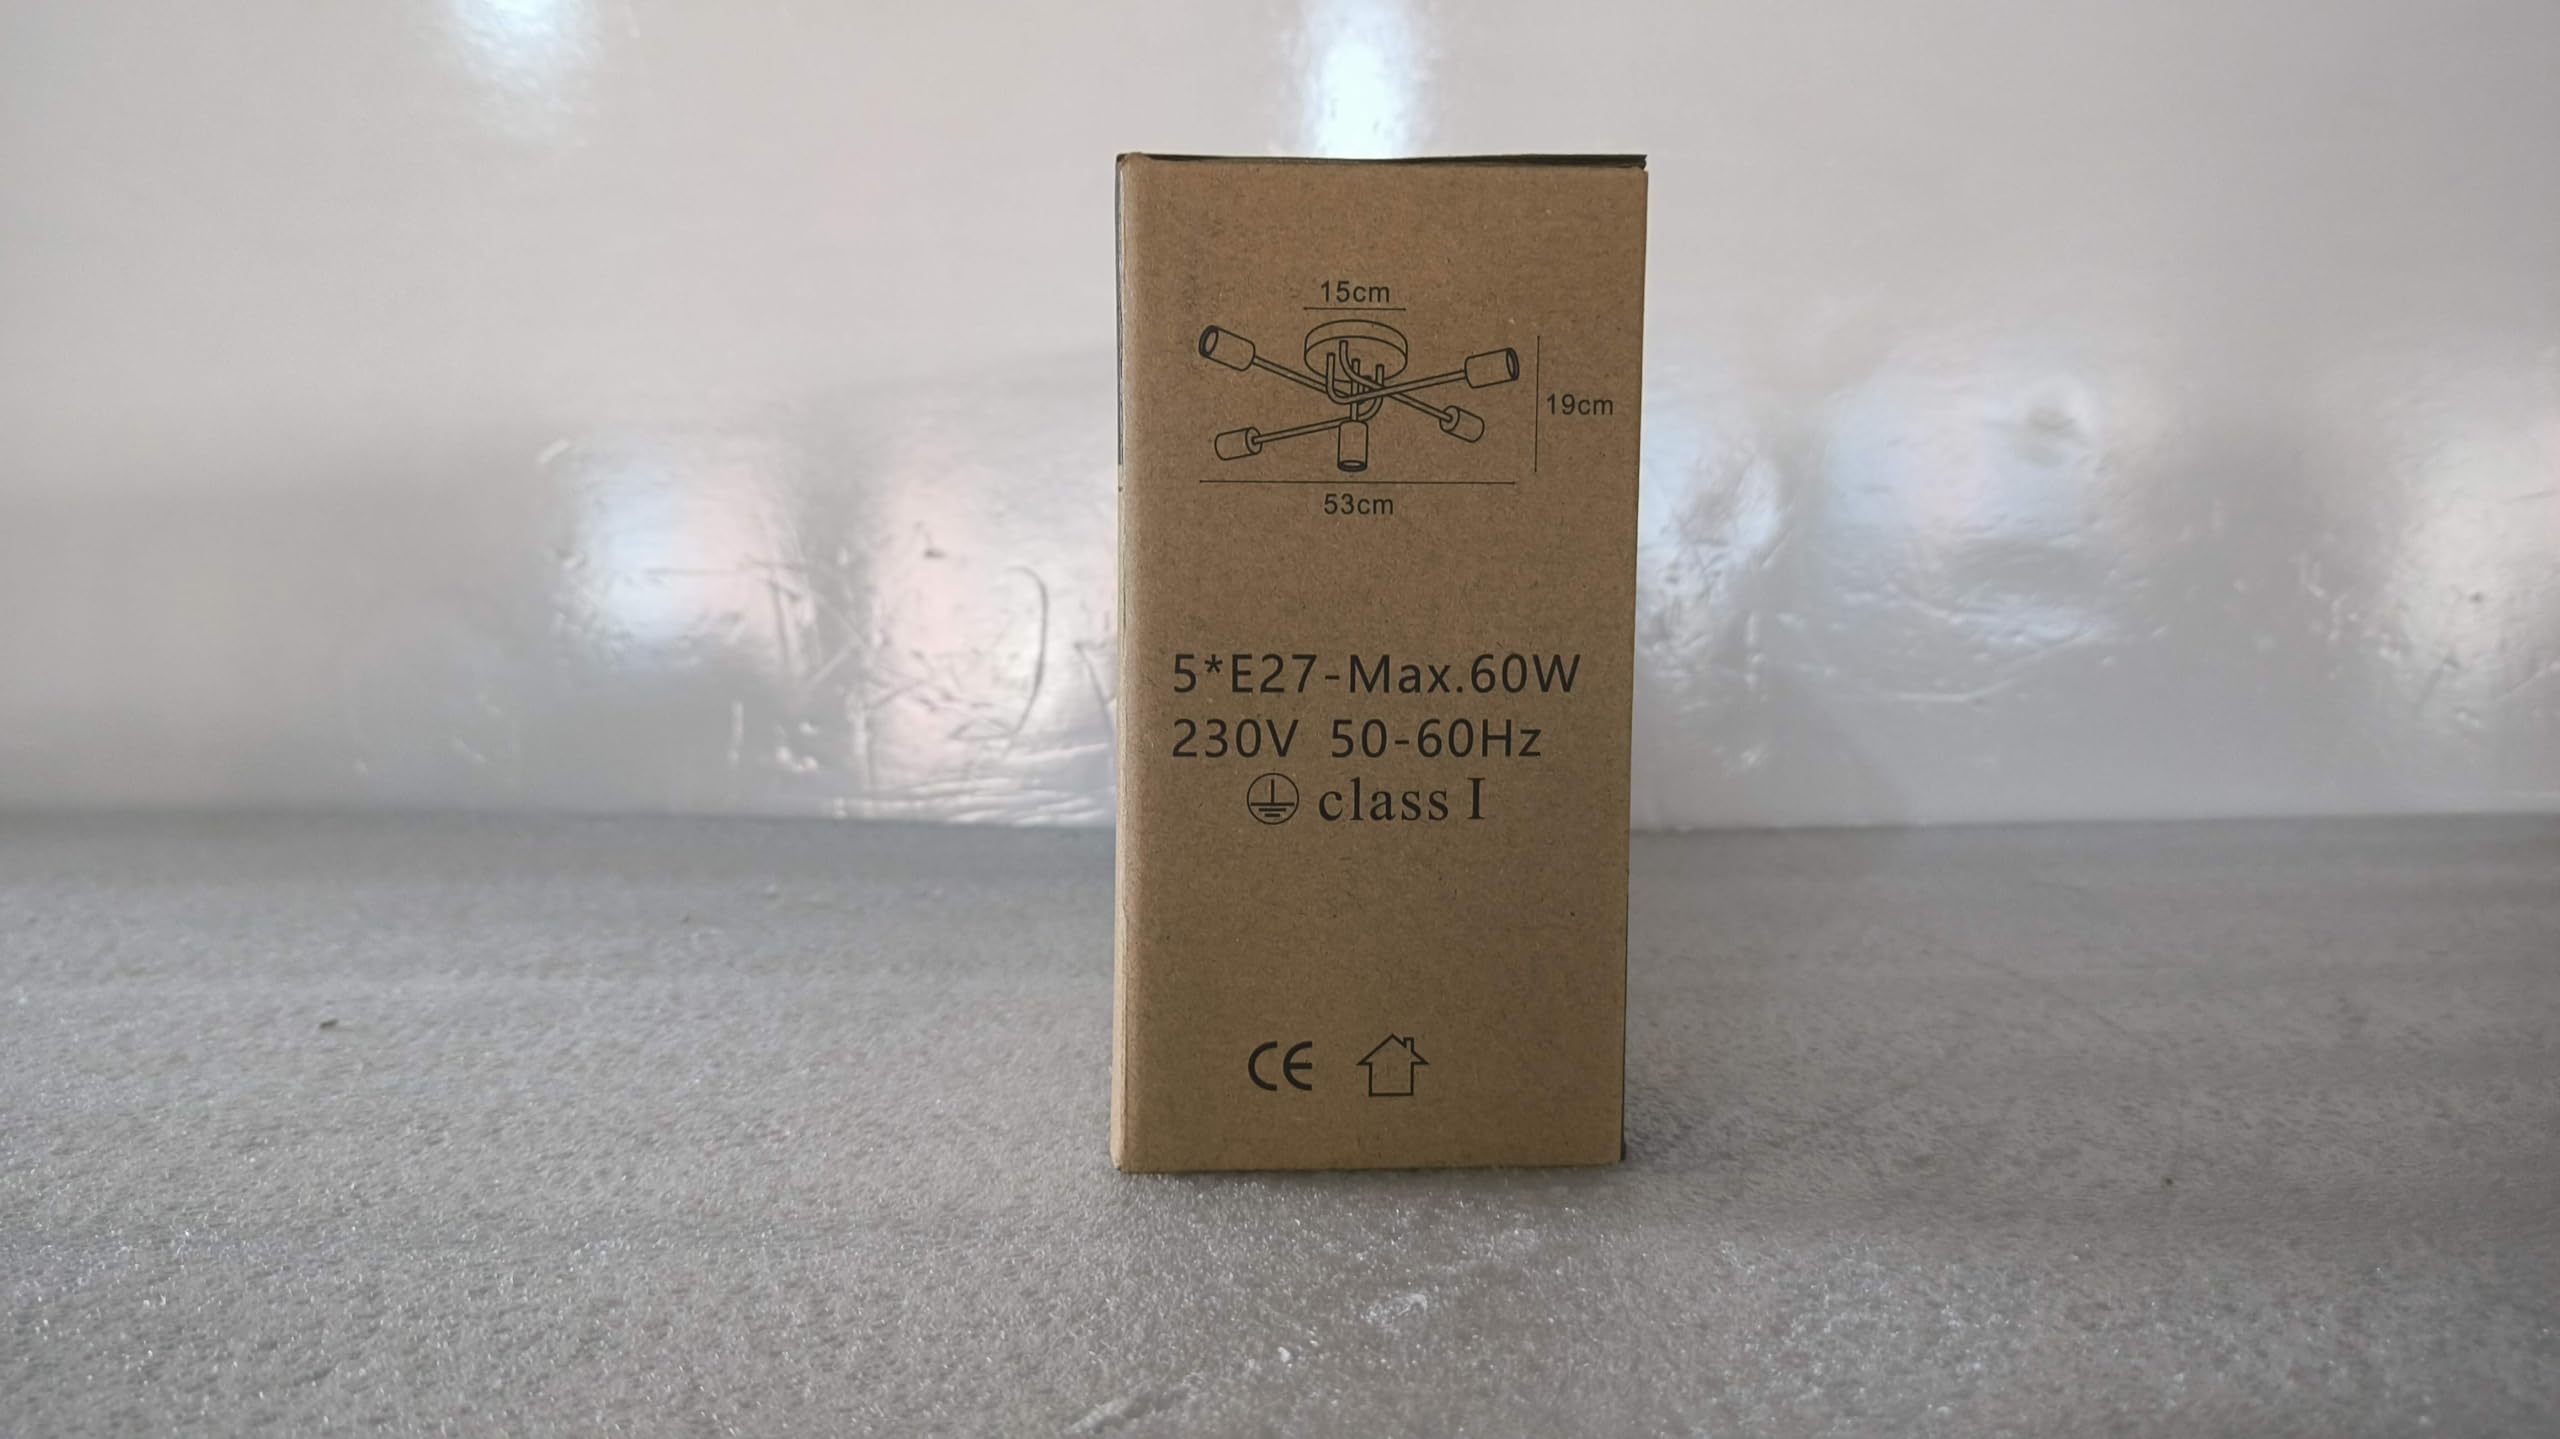 15cm
19cm
53cm
5*E27-Max.60W
230V 50-60Hz
class I
CE